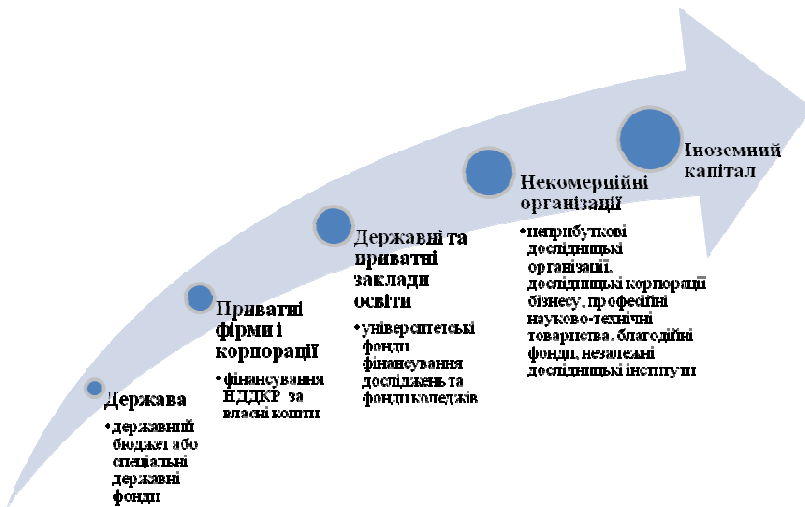 Держава
•державний
бюджет або
спеціальні
державні
фонди
Приватні
фірми і
корпорації
•фінансування
НДДКР за
власні кошти
Державні та
приватні
заклади
освіти
•університетські
фонди
фінансування
досліджень та
фонди коледжів
Некомерційні
організації
•неприбуткові
дослідницькі
організації,
дослідницькі корпорації
бізнесу, професійні
науково-технічні
товариства, благодійні
фонди, незалежні
дослідницькі інститути
Іноземний
капітал